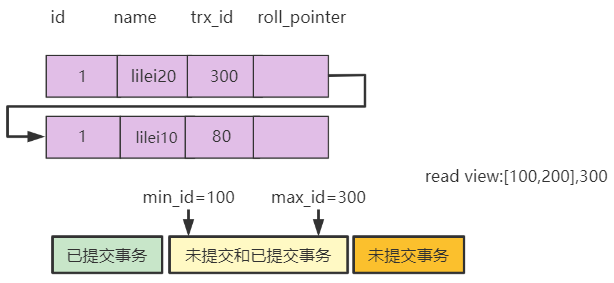 id name trx_id roll_pointer
1 lilei20 300
1 lilei10 80
read view:[100,200],300
min_id=100 max_id=300
已提交事务 未提交和已提交事务 未提交事务